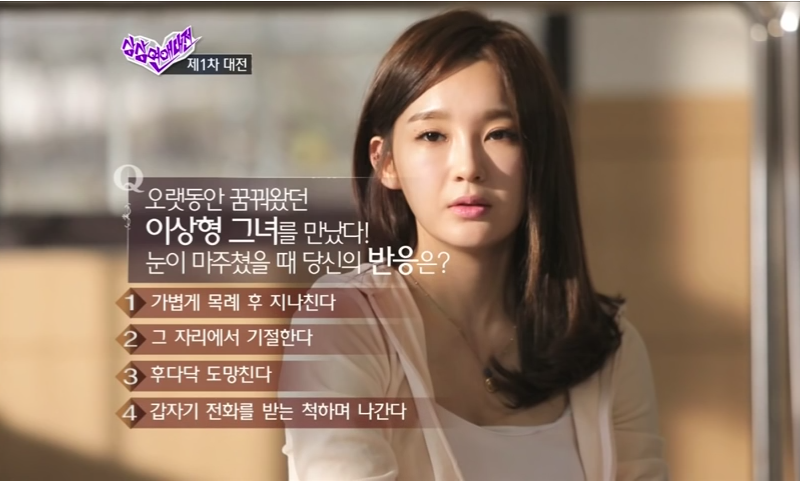 심삼연애대전
제1차 대전
Q
오랫동안 꿈꿔왔던
이상형 그녀를 만났다!
눈이 마주쳤을 때 당신의 반응은?
1 가볍게 목례 후 지나친다
2 그 자리에서 기절한다
3 후다닥 도망친다
4 갑자기 전화를 받는 척하며 나간다